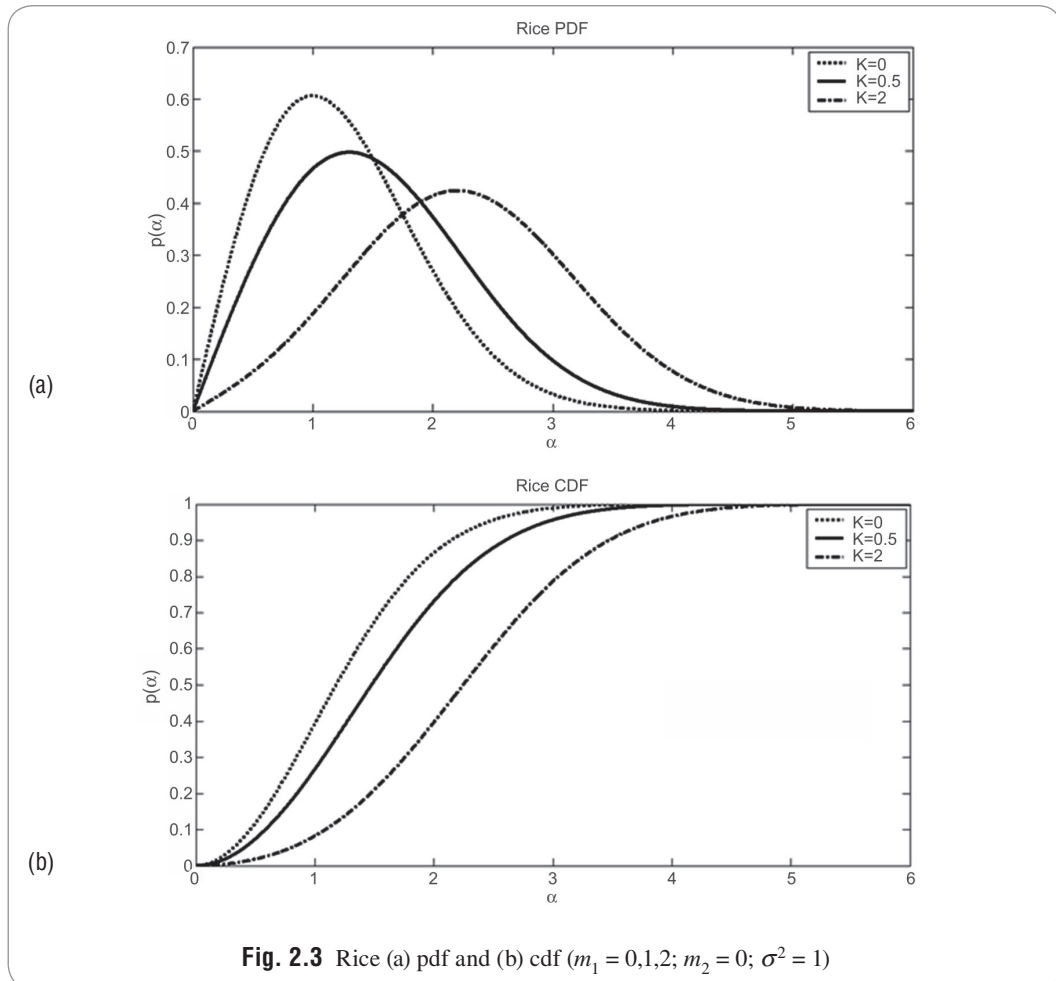 Rice PDF
0.7
0.6
0.5
0.4
0.3
0.2
0.1
0
p(α)
K=0
K=0.5
K=2
0 1 2 3 4 5 6
α
(a)
Rice CDF
1
0.9
0.8
0.7
0.6
0.5
0.4
0.3
0.2
0.1
0
p(α)
K=0
K=0.5
K=2
0 1 2 3 4 5 6
α
(b)
Fig. 2.3 Rice (a) pdf and (b) cdf (m₁ = 0,1,2; m₂ = 0; σ² = 1)